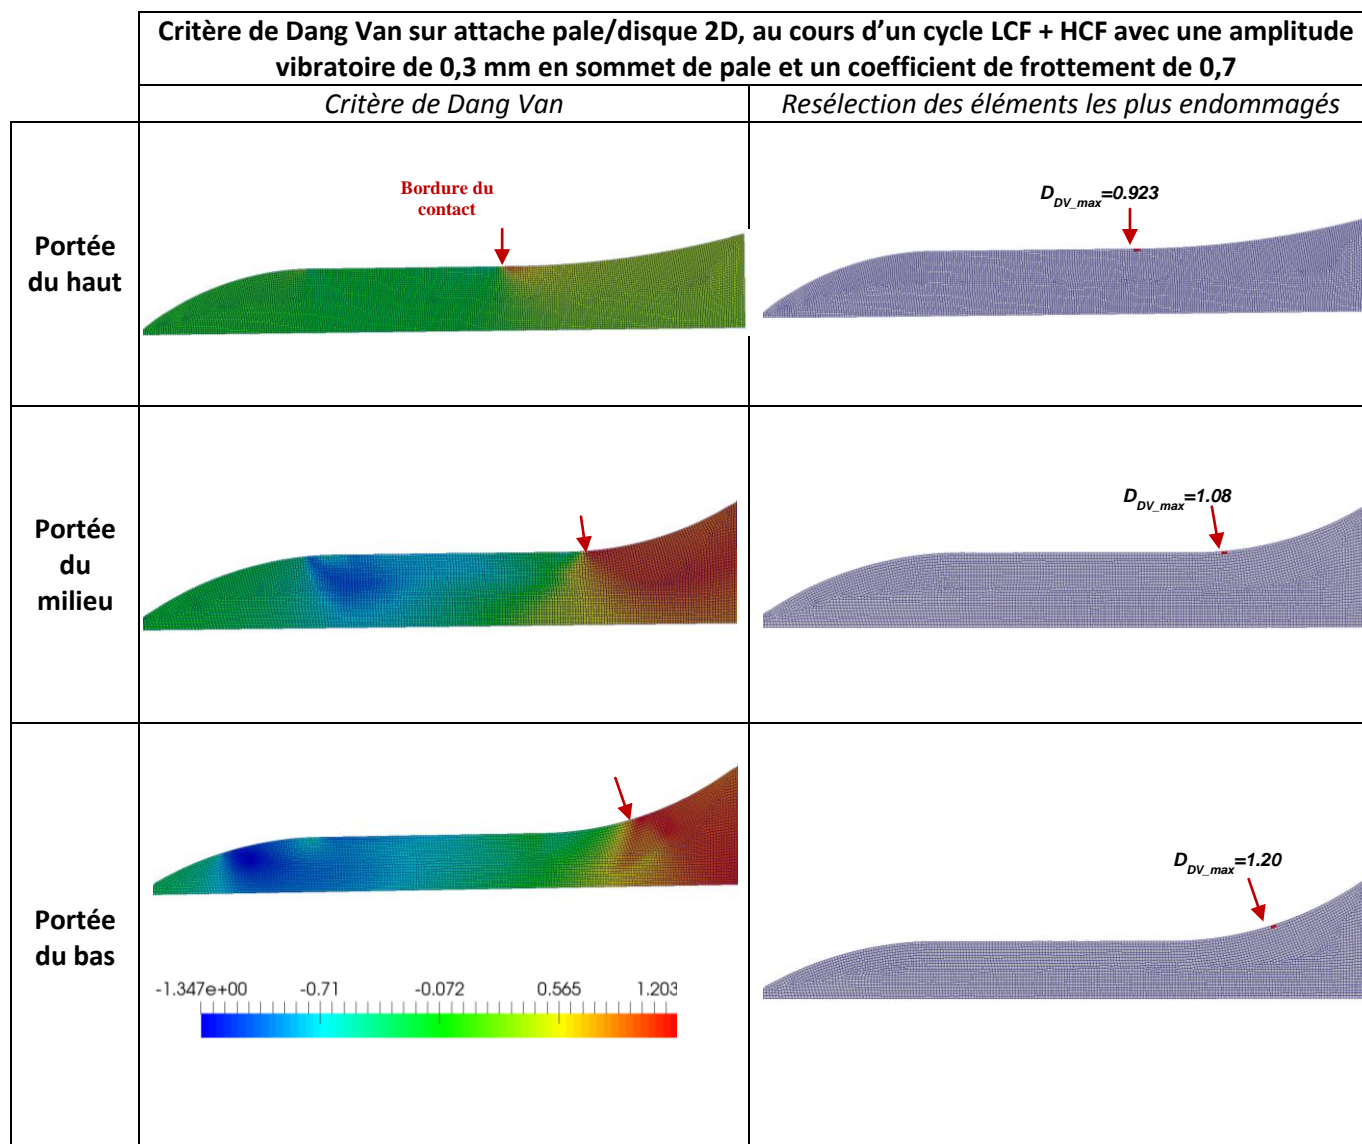 Critère de Dang Van sur attache pale/disque 2D, au cours d’un cycle LCF + HCF avec une amplitude
vibratoire de 0,3 mm en sommet de pale et un coefficient de frottement de 0,7
Critère de Dang Van
Resélection des éléments les plus endommagés
Portée
du haut
Bordure du
contact
D_DV_max=0.923
Portée
du
milieu
D_DV_max=1.08
Portée
du bas
D_DV_max=1.20
-1.347e+00 -0.71 -0.072 0.565 1.203